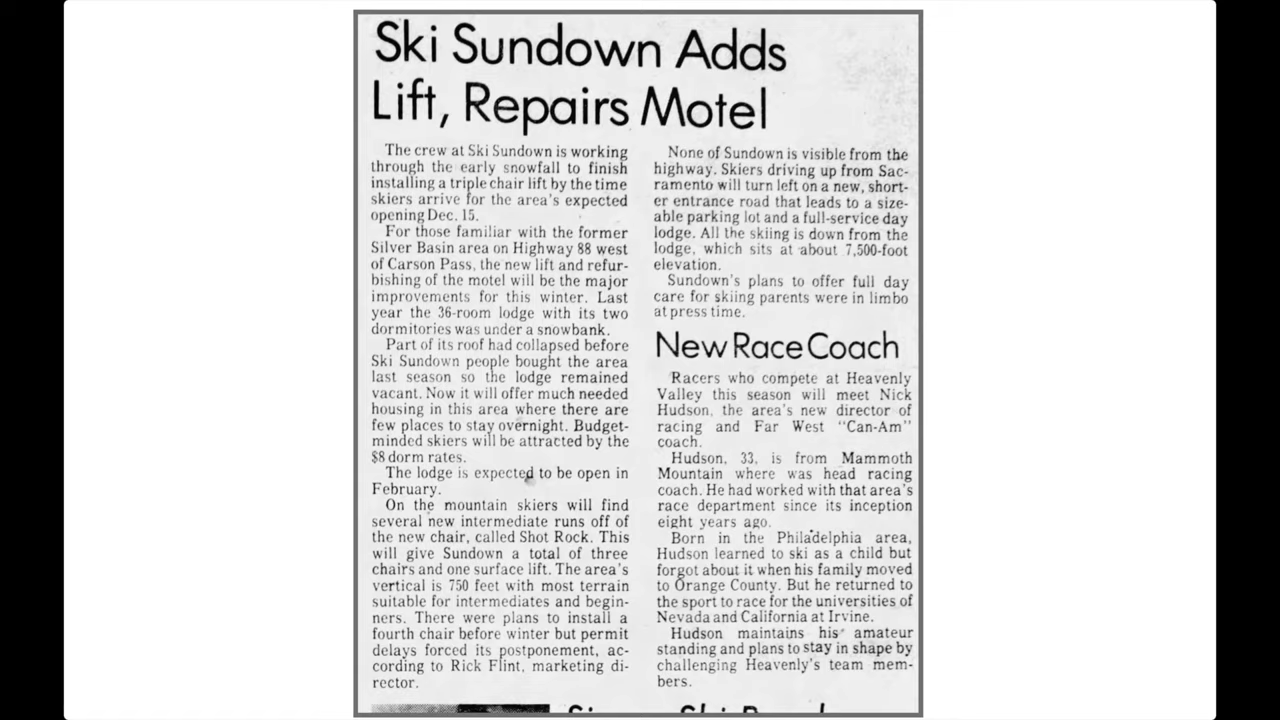 Ski Sundown Adds
Lift, Repairs Motel
The crew at Ski Sundown is working
through the early snowfall to finish
installing a triple chair lift by the time
skiers arrive for the area's expected
opening Dec. 15.
For those familiar with the former
Silver Basin area on Highway 88 west
of Carson Pass, the new lift and refur-
bishing of the motel will be the major
improvements for this winter. Last
year the 36-room lodge with its two
dormitories was under a snowbank.
Part of its roof had collapsed before
Ski Sundown people bought the area
last season so the lodge remained
vacant. Now it will offer much needed
housing in this area where there are
few places to stay overnight. Budget-
minded skiers will be attracted by the
$8 dorm rates.
The lodge is expected to be open in
February.
On the mountain skiers will find
several new intermediate runs off of
the new chair, called Shot Rock. This
will give Sundown a total of three
chairs and one surface lift. The area's
vertical is 750 feet with most terrain
suitable for intermediates and begin-
ners. There were plans to install a
fourth chair before winter but permit
delays forced its postponement, ac-
cording to Rick Flint, marketing di-
rector.
None of Sundown is visible from the
highway. Skiers driving up from Sac-
ramento will turn left on a new, short-
er entrance road that leads to a size-
able parking lot and a full-service day
lodge. All the skiing is down from the
lodge, which sits at about 7,500-foot
elevation.
Sundown's plans to offer full day
care for skiing parents were in limbo
at press time.
New Race Coach
Racers who compete at Heavenly
Valley this season will meet Nick
Hudson, the area's new director of
racing and Far West "Can-Am"
coach.
Hudson, 33, is from Mammoth
Mountain where was head racing
coach. He had worked with that area's
race department since its inception
eight years ago.
Born in the Philadelphia area,
Hudson learned to ski as a child but
forgot about it when his family moved
to Orange County. But he returned to
the sport to race for the universities of
Nevada and California at Irvine.
Hudson maintains his amateur
standing and plans to stay in shape by
challenging Heavenly's team mem-
bers.